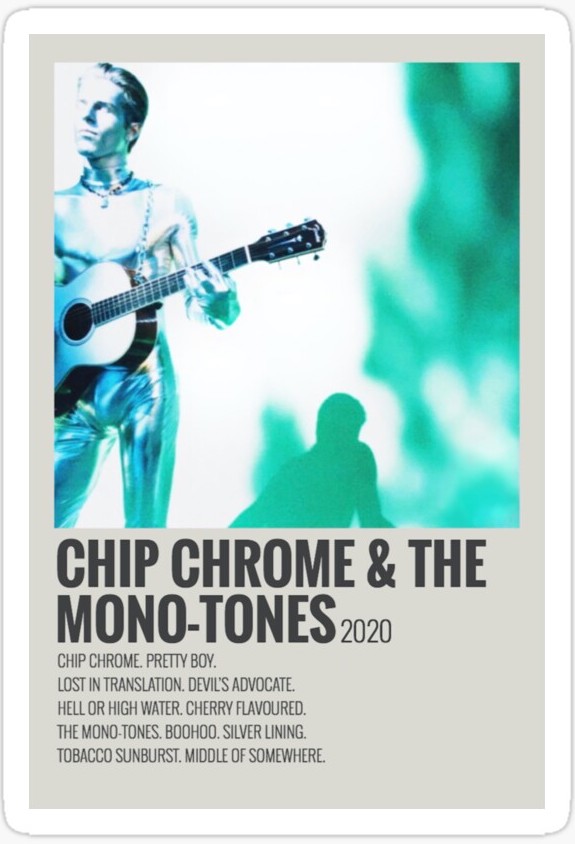 CHIP CHROME & THE
MONO-TONES 2020
CHIP CHROME. PRETTY BOY.
LOST IN TRANSLATION. DEVIL'S ADVOCATE.
HELL OR HIGH WATER. CHERRY FLAVOURED.
THE MONO-TONES. BOOHOO. SILVER LINING.
TOBACCO SUNBURST. MIDDLE OF SOMEWHERE.